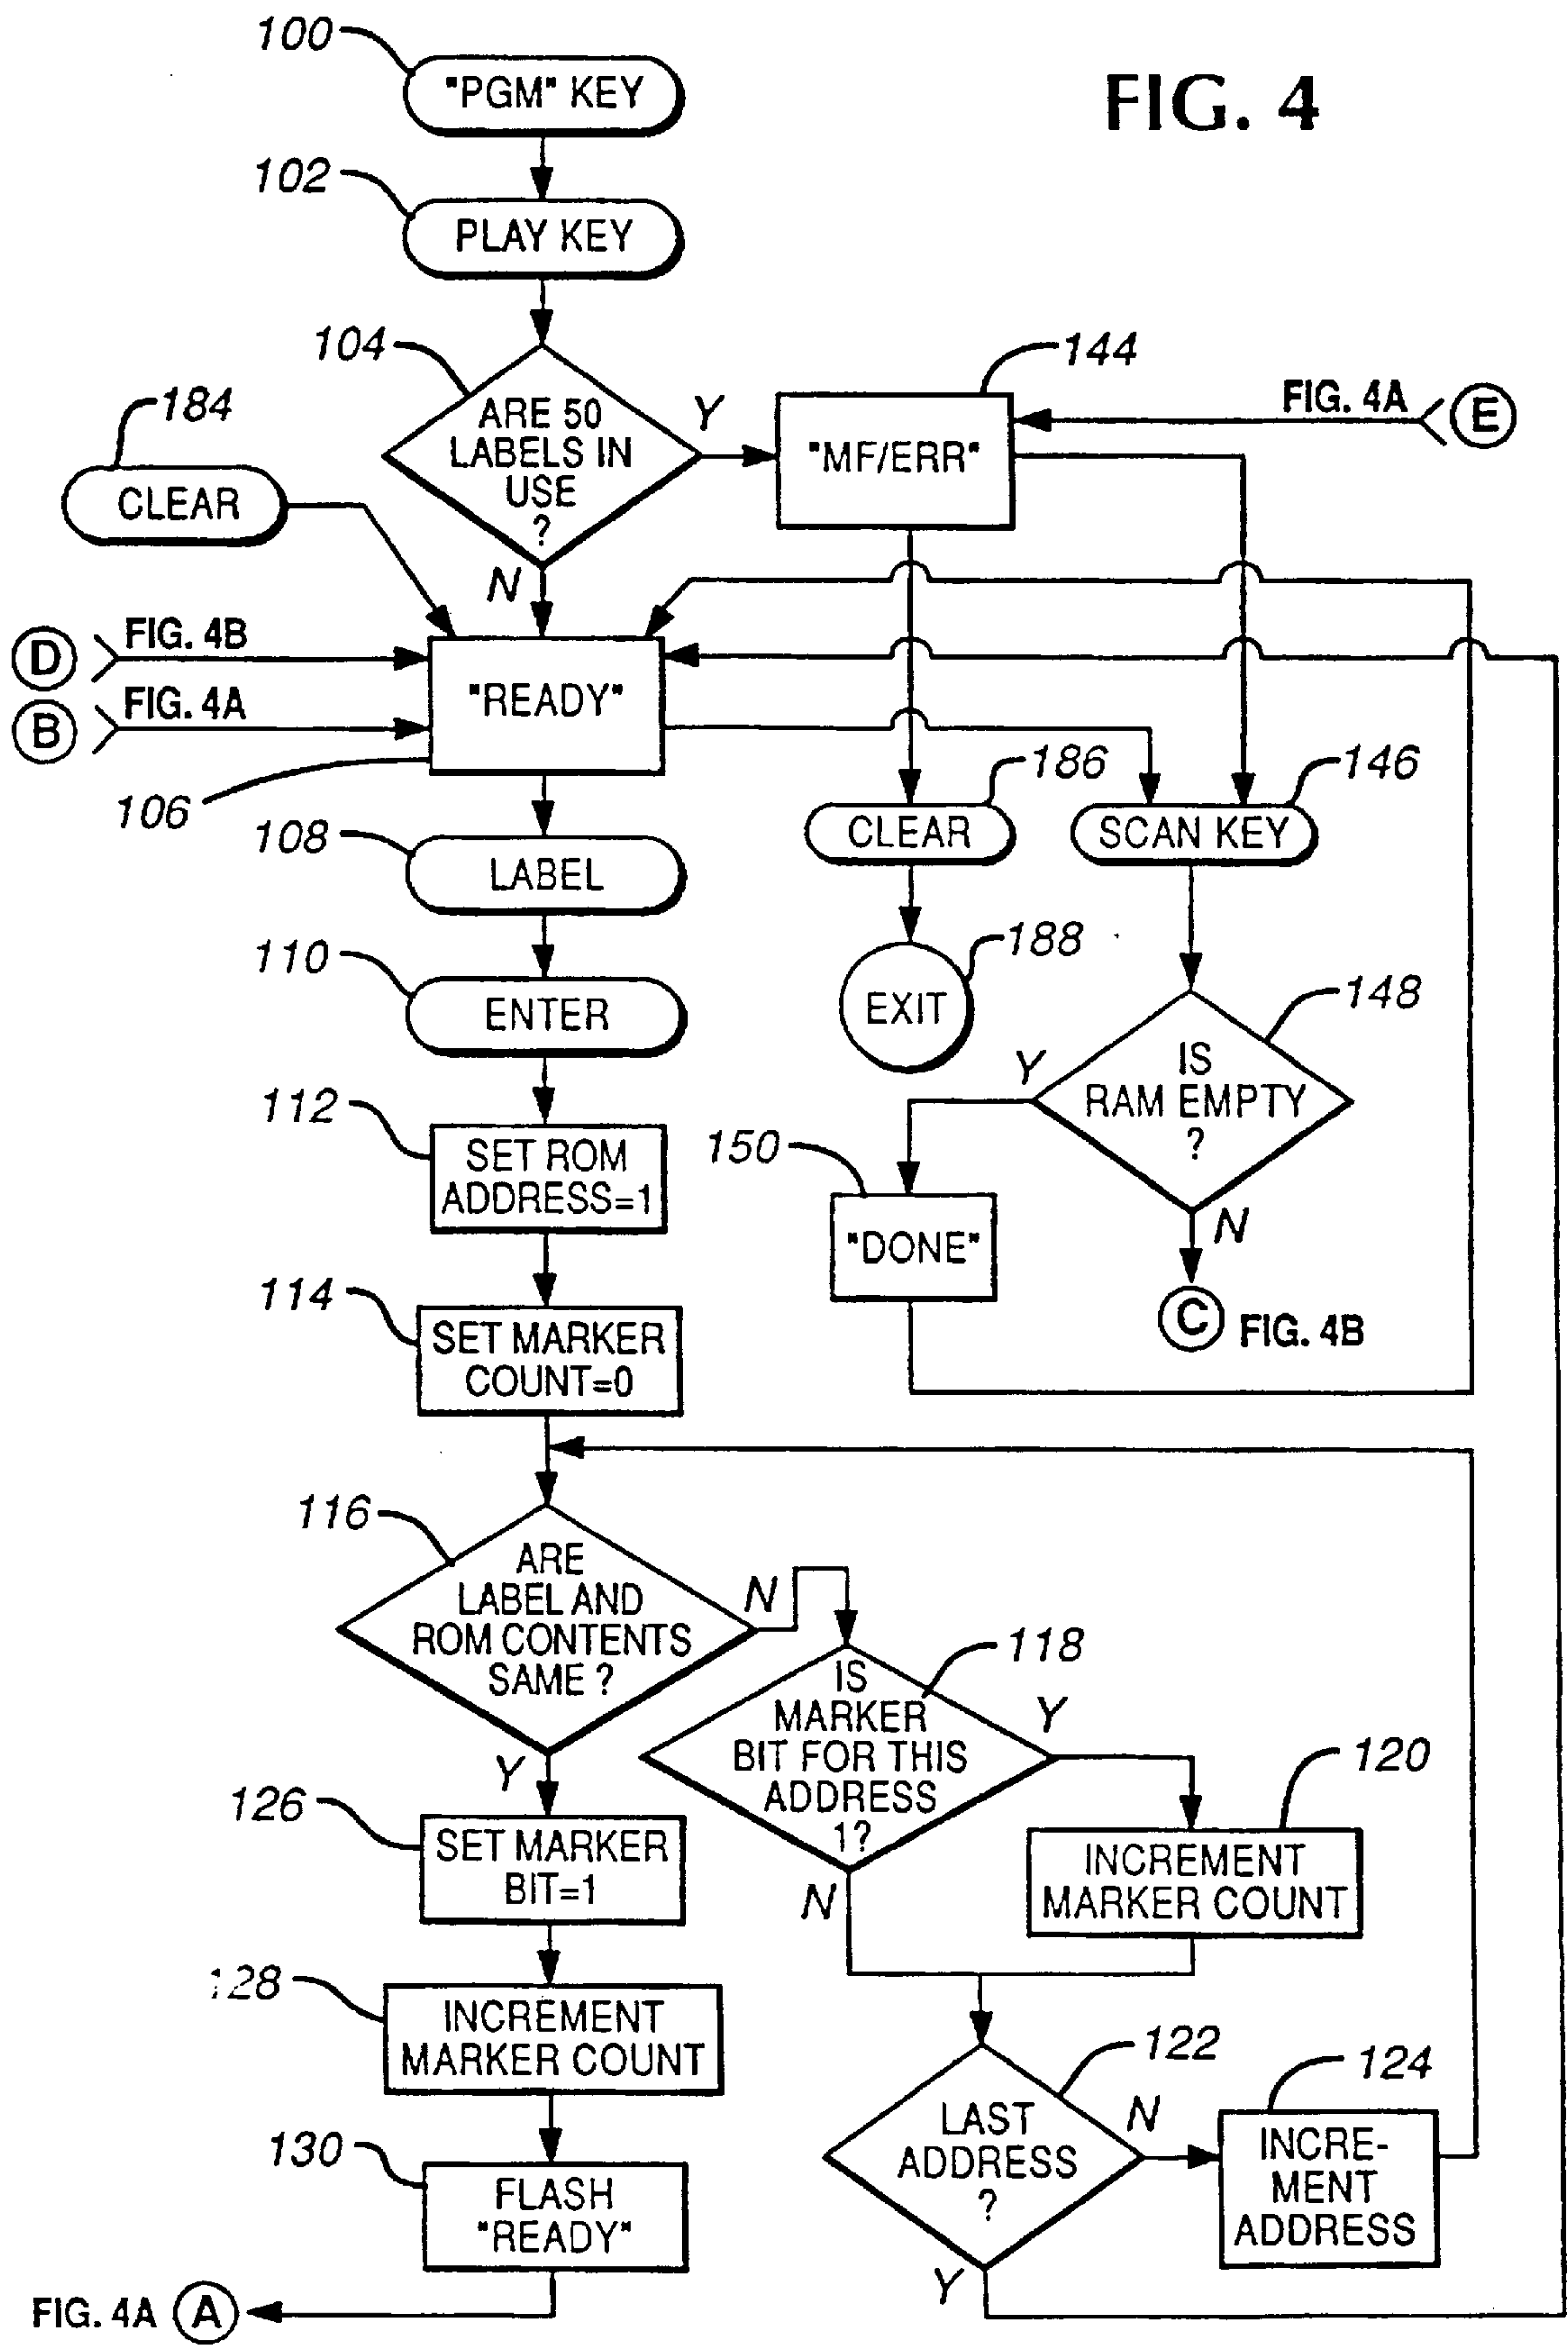 FIG. 4
100
"PGM" KEY
102
PLAY KEY
104
ARE 50
LABELS IN
USE
?
Y
N
144
"MF/ERR"
FIG. 4A
E
184
CLEAR
D
FIG. 4B
B
FIG. 4A
"READY"
106
186
CLEAR
146
SCAN KEY
108
LABEL
188
EXIT
110
ENTER
148
IS
RAM EMPTY
?
Y
N
112
SET ROM
ADDRESS=1
150
"DONE"
C
FIG. 4B
114
SET MARKER
COUNT=0
116
ARE
LABEL AND
ROM CONTENTS
SAME ?
N
Y
118
IS
MARKER
BIT FOR THIS
ADDRESS
1?
Y
N
120
INCREMENT
MARKER COUNT
126
SET MARKER
BIT=1
128
INCREMENT
MARKER COUNT
122
LAST
ADDRESS
?
N
Y
124
INCRE-
MENT
ADDRESS
130
FLASH
"READY"
FIG. 4A
A